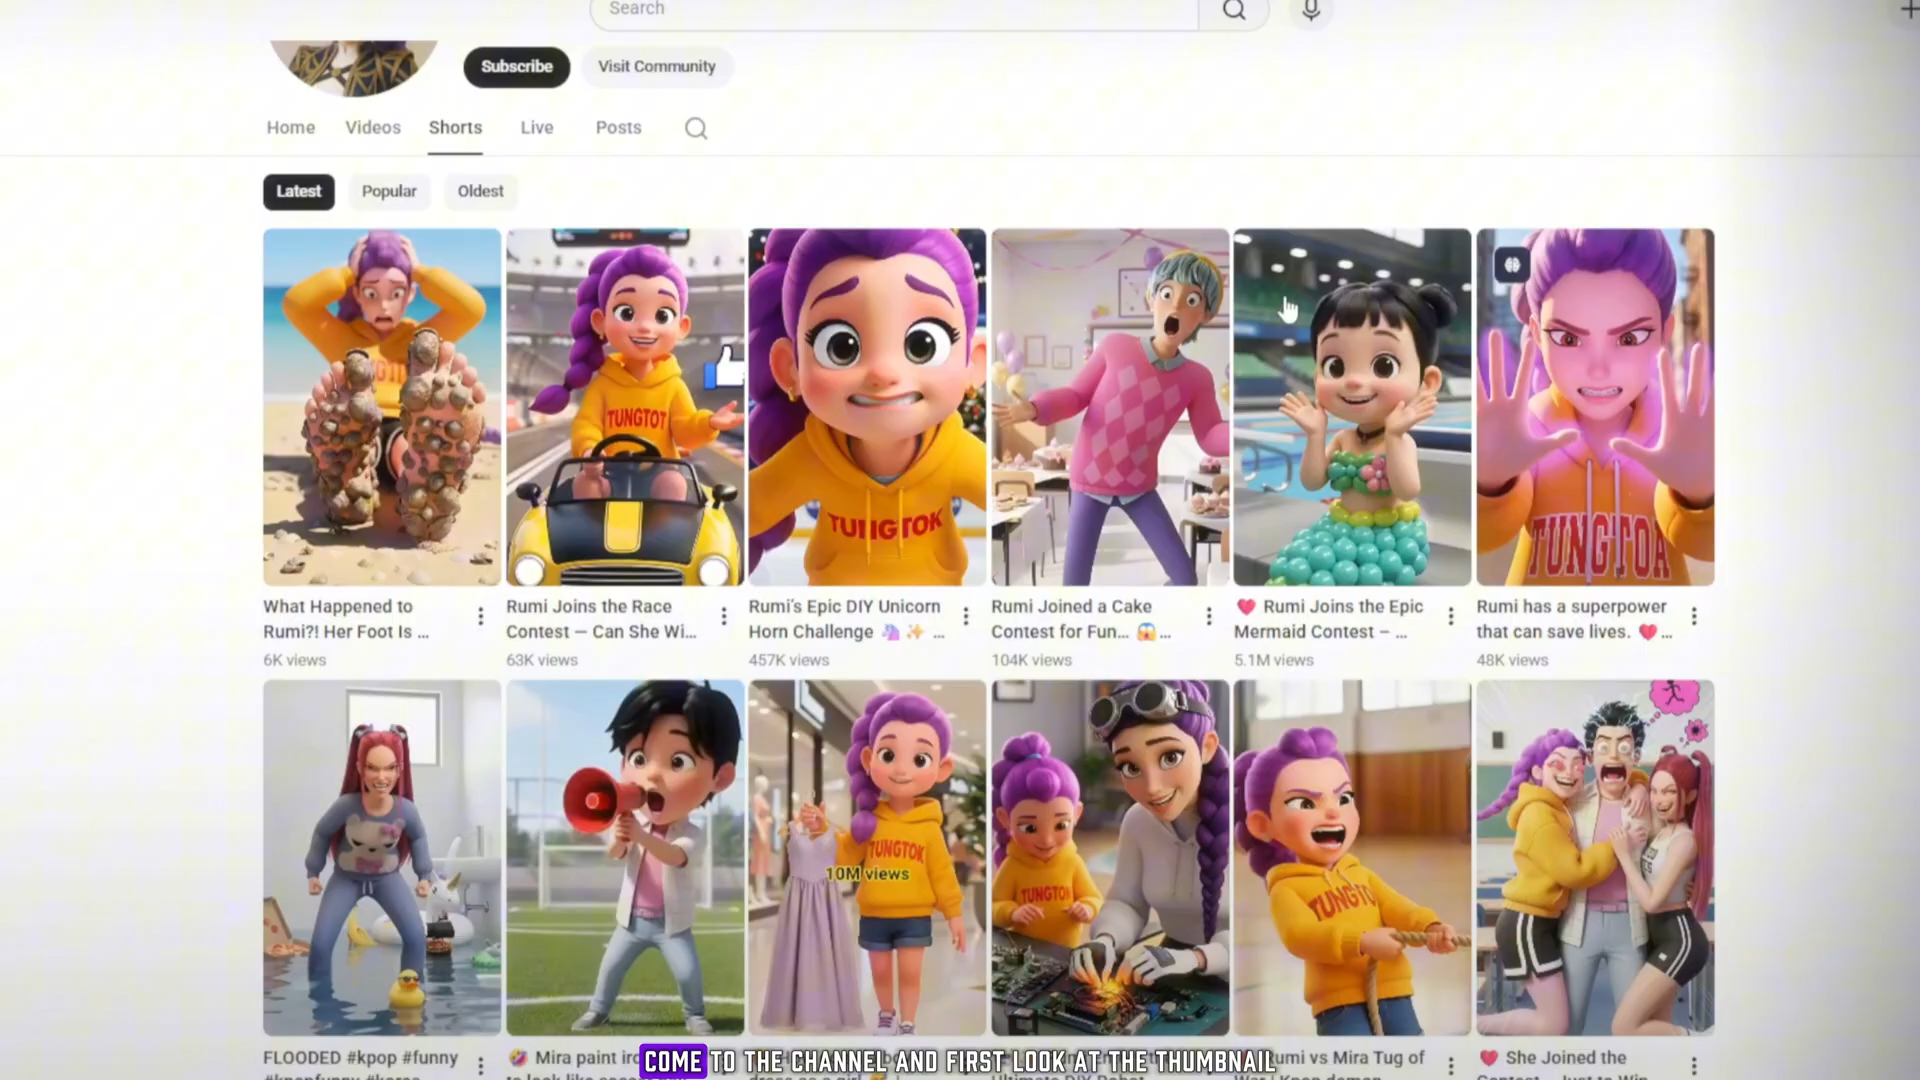 Search
Subscribe
Visit Community
Home
Videos
Shorts
Live
Posts
Latest
Popular
Oldest
TUNGTOT
TUNGTOK
TUNGTOA
What Happened to
Rumi?! Her Foot Is ...
6K views
Rumi Joins the Race
Contest — Can She Wi...
63K views
Rumi's Epic DIY Unicorn
Horn Challenge 🦄✨ ...
457K views
Rumi Joined a Cake
Contest for Fun... 😱...
104K views
💗 Rumi Joins the Epic
Mermaid Contest – ...
5.1M views
Rumi has a superpower
that can save lives. 💔...
48K views
TUNGTOK
10M views
TUNGTOK
TUNGTO
FLOODED #kpop #funny
🤣 Mira paint
Rumi vs Mira Tug of
💗 She Joined the
COME TO THE CHANNEL AND FIRST LOOK AT THE THUMBNAIL